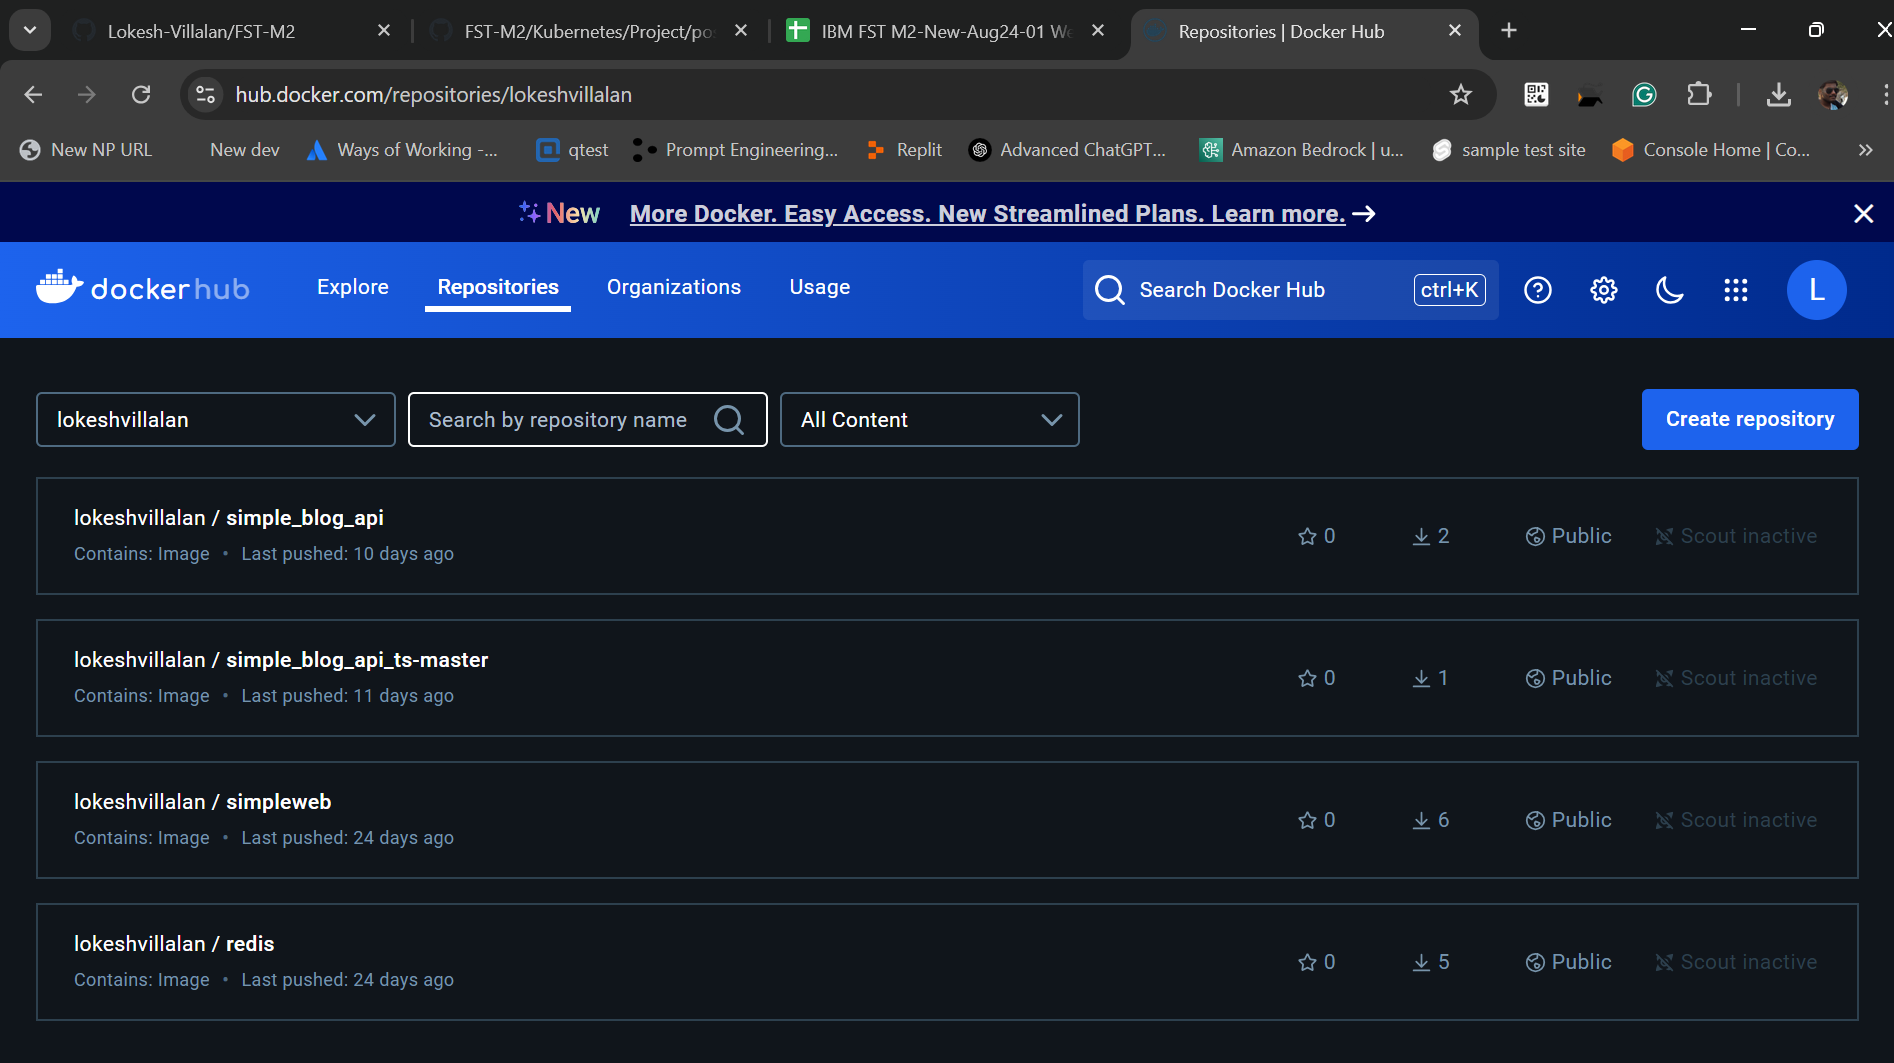 Lokesh-Villalan/FST-M2
FST-M2/Kubernetes/Project/po
IBM FST M2-New-Aug24-01 We
Repositories | Docker Hub
hub.docker.com/repositories/lokeshvillalan
New NP URL
New dev
Ways of Working -...
qtest
Prompt Engineering...
Replit
Advanced ChatGPT...
Amazon Bedrock | u...
sample test site
Console Home | Co...
New More Docker. Easy Access. New Streamlined Plans. Learn more.
dockerhub
Explore
Repositories
Organizations
Usage
Search Docker Hub
ctrl+K
L
lokeshvillalan
Search by repository name
All Content
Create repository
lokeshvillalan / simple_blog_api
Contains: Image • Last pushed: 10 days ago
0
2
Public
Scout inactive
lokeshvillalan / simple_blog_api_ts-master
Contains: Image • Last pushed: 11 days ago
0
1
Public
Scout inactive
lokeshvillalan / simpleweb
Contains: Image • Last pushed: 24 days ago
0
6
Public
Scout inactive
lokeshvillalan / redis
Contains: Image • Last pushed: 24 days ago
0
5
Public
Scout inactive